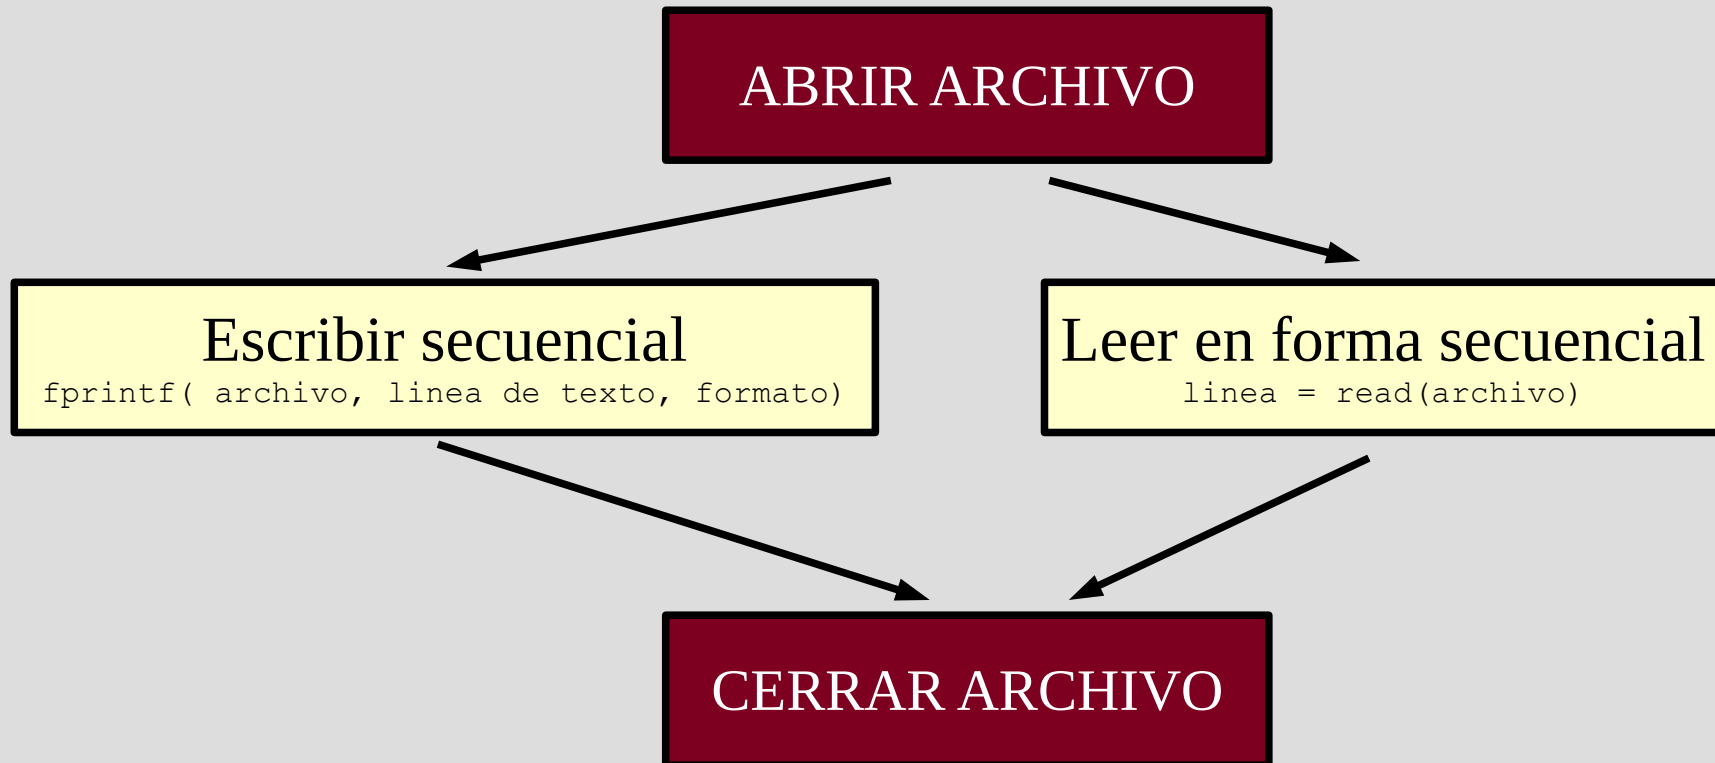 ABRIR ARCHIVO
Escribir secuencial
fprintf( archivo, linea de texto, formato)
Leer en forma secuencial
linea = read(archivo)
CERRAR ARCHIVO